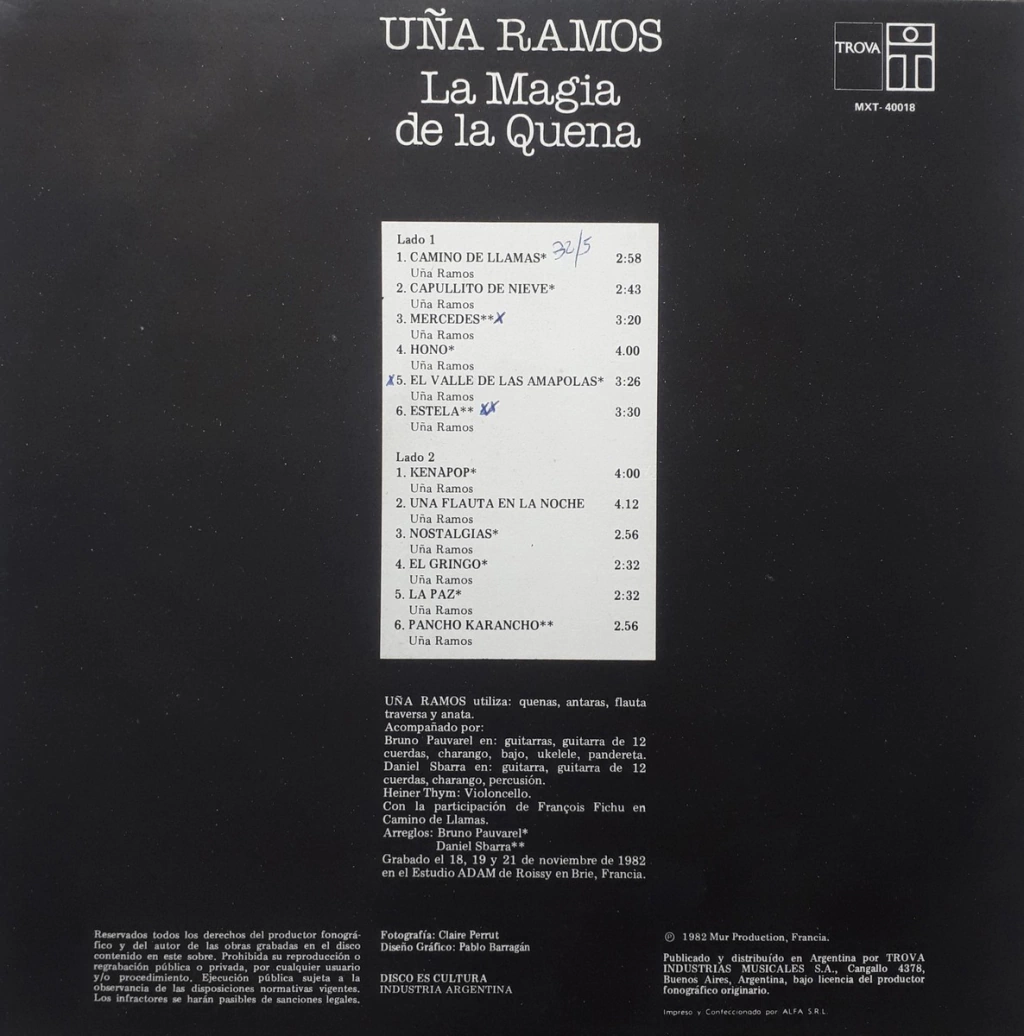 UÑA RAMOS
La Magia
de la Quena
TROVA
MXT-40018
Lado 1
32/5
1. CAMINO DE LLAMAS* 2:58
Uña Ramos
2. CAPULLITO DE NIEVE* 2:43
Uña Ramos
3. MERCEDES**X 3:20
Uña Ramos
4. HONO* 4.00
Uña Ramos
X5. EL VALLE DE LAS AMAPOLAS* 3:26
Uña Ramos
6. ESTELA** XX 3:30
Uña Ramos
Lado 2
1. KENAPOP* 4:00
Uña Ramos
2. UNA FLAUTA EN LA NOCHE 4.12
Uña Ramos
3. NOSTALGIAS* 2.56
Uña Ramos
4. EL GRINGO* 2:32
Uña Ramos
5. LA PAZ* 2:32
Uña Ramos
6. PANCHO KARANCHO** 2.56
Uña Ramos
UÑA RAMOS utiliza: quenas, antaras, flauta
traversa y anata.
Acompañado por:
Bruno Pauvarel en: guitarras, guitarra de 12
cuerdas, charango, bajo, ukelele, pandereta.
Daniel Sbarra en: guitarra, guitarra de 12
cuerdas, charango, percusión.
Heiner Thym: Violoncello.
Con la participación de François Fichu en
Camino de Llamas.
Arreglos: Bruno Pauvarel*
Daniel Sbarra**
Grabado el 18, 19 y 21 de noviembre de 1982
en el Estudio ADAM de Roissy en Brie, Francia.
Reservados todos los derechos del productor fonográ-
fico y del autor de las obras grabadas en el disco
contenido en este sobre. Prohibida su reproducción o
regrabación pública o privada, por cualquier usuario
y/o procedimiento. Ejecución pública sujeta a la
observancia de las disposiciones normativas vigentes.
Los infractores se harán pasibles de sanciones legales.
Fotografía: Claire Perrut
Diseño Gráfico: Pablo Barragán
DISCO ES CULTURA
INDUSTRIA ARGENTINA
℗ 1982 Mur Production, Francia.
Publicado y distribuído en Argentina por TROVA
INDUSTRIAS MUSICALES S.A., Cangallo 4378,
Buenos Aires, Argentina, bajo licencia del productor
fonográfico originario.
Impreso y Confeccionado por ALFA S.R.L.